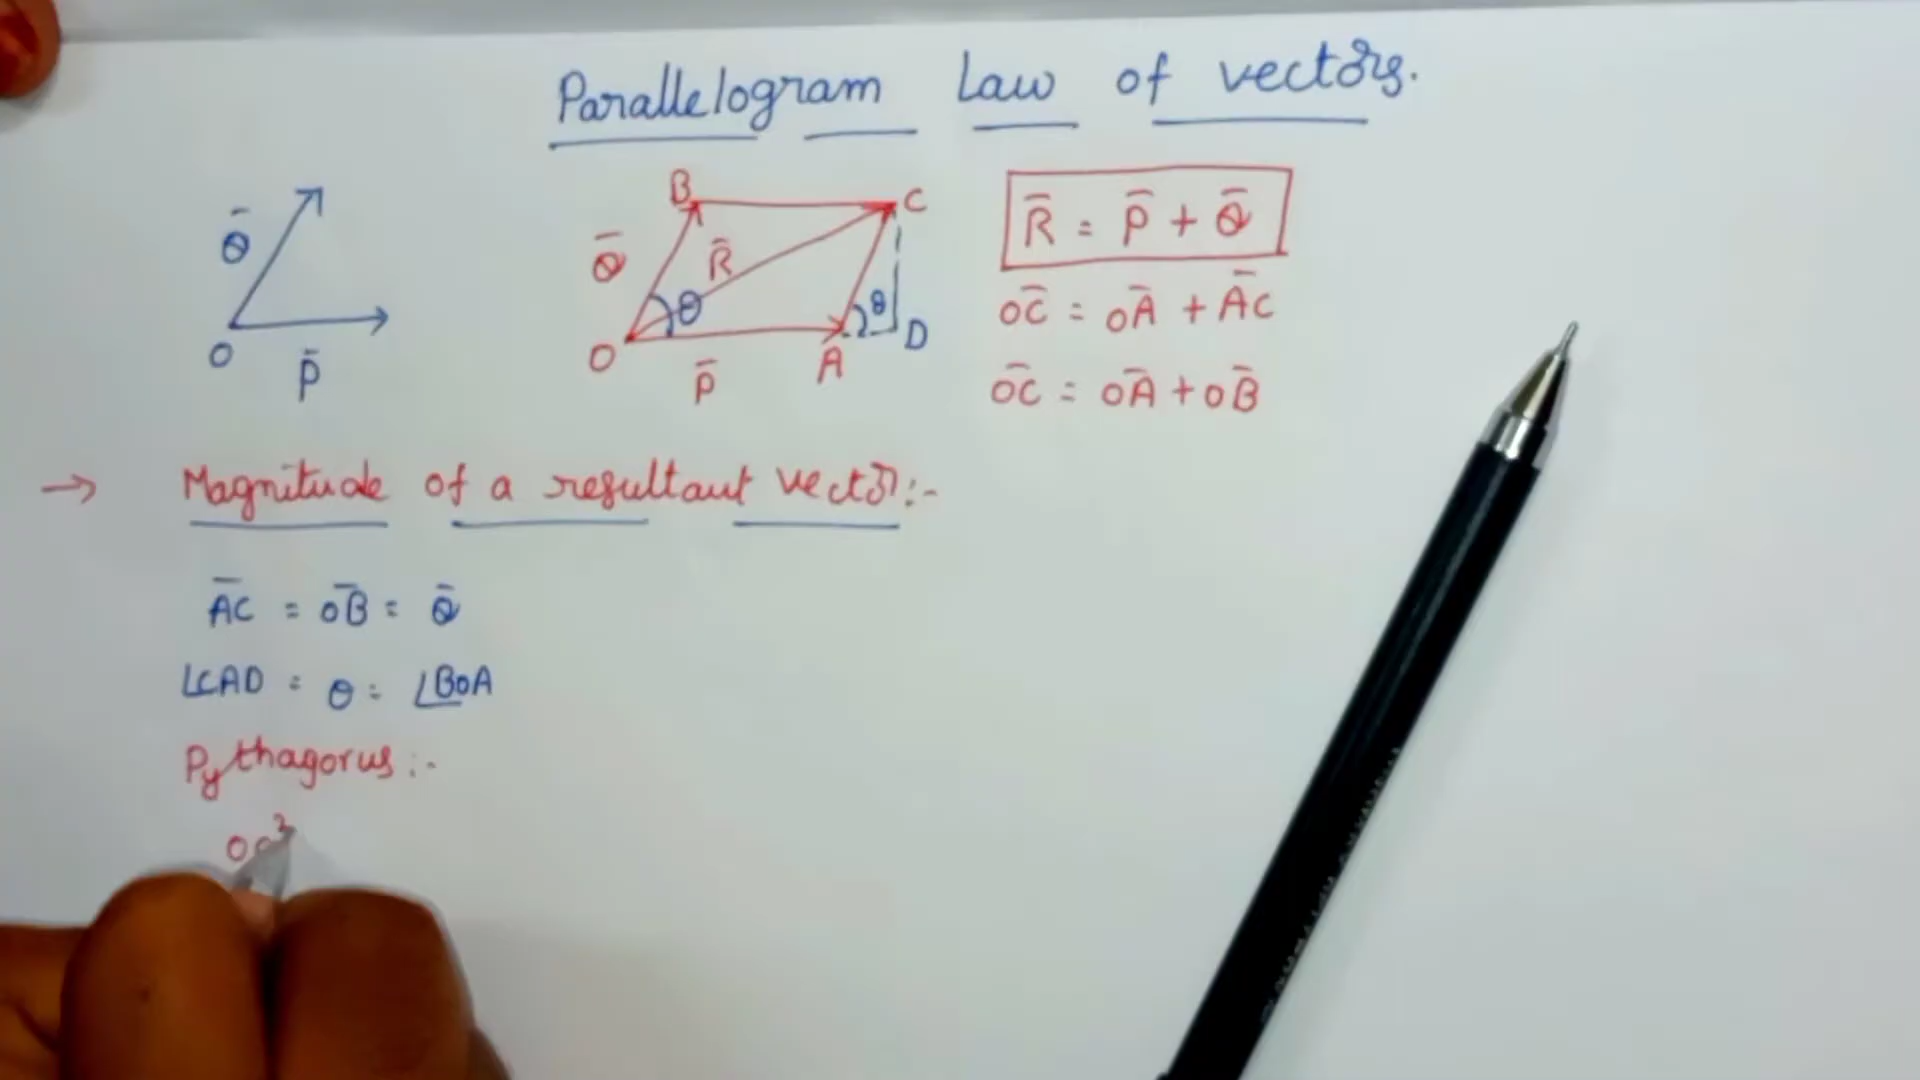 Parallelogram Law of vectors.
Q̄
O
P̄
B
C
Q̄
R̄
θ
θ
O
P̄
A
D
R̄ = P̄ + Q̄
OC̄ = OĀ + ĀC
OC̄ = OĀ + OB̄
→ Magnitude of a resultant vector:-
ĀC = OB̄ = Q̄
∠CAD = θ = ∠BOA
Pythagorus :-